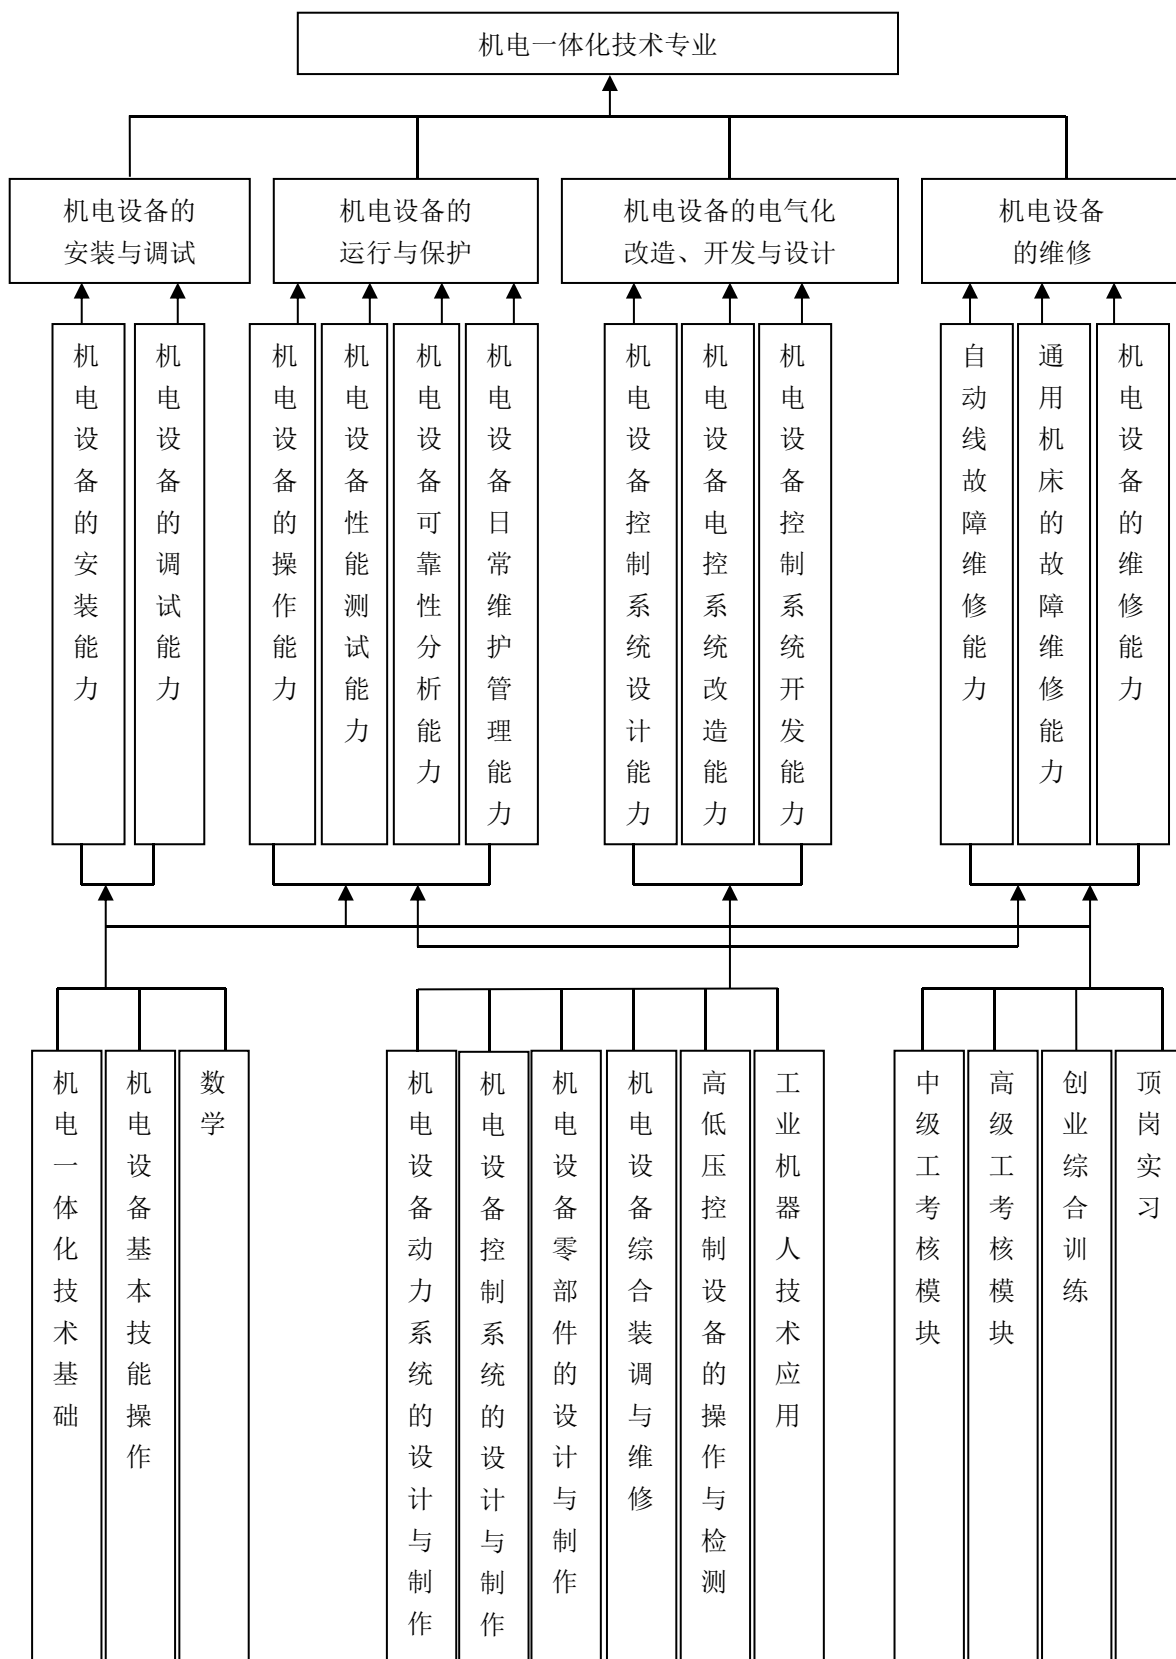 机电一体化技术专业
机电设备的
安装与调试
机电设备的
运行与保护
机电设备的电气化
改造、开发与设计
机电设备
的维修
机电设备的安装能力
机电设备的调试能力
机电设备的操作能力
机电设备性能测试能力
机电设备可靠性分析能力
机电设备日常维护管理能力
机电设备控制系统设计能力
机电设备电控系统改造能力
机电设备控制系统开发能力
自动线故障维修能力
通用机床的故障维修能力
机电设备的维修能力
机电一体化技术基础
机电设备基本技能操作
数学
机电设备动力系统的设计与制作
机电设备控制系统的设计与制作
机电设备零部件的设计与制作
机电设备综合装调与维修
高低压控制设备的操作与检测
工业机器人技术应用
中级工考核模块
高级工考核模块
创业综合训练
顶岗实习